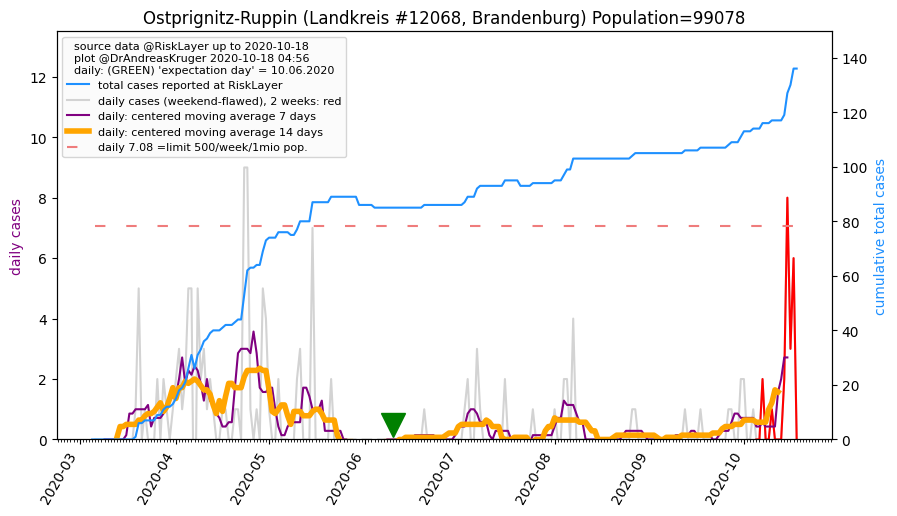 Ostprignitz-Ruppin (Landkreis #12068, Brandenburg) Population=99078
source data @RiskLayer up to 2020-10-18
plot @DrAndreasKruger 2020-10-18 04:56
daily: (GREEN) 'expectation day' = 10.06.2020
total cases reported at RiskLayer
daily cases (weekend-flawed), 2 weeks: red
daily: centered moving average 7 days
daily: centered moving average 14 days
daily 7.08 =limit 500/week/1mio pop.
daily cases
12
10
8
6
4
2
0
140
120
100
80
60
40
20
0
cumulative total cases
2020-03
2020-04
2020-05
2020-06
2020-07
2020-08
2020-09
2020-10